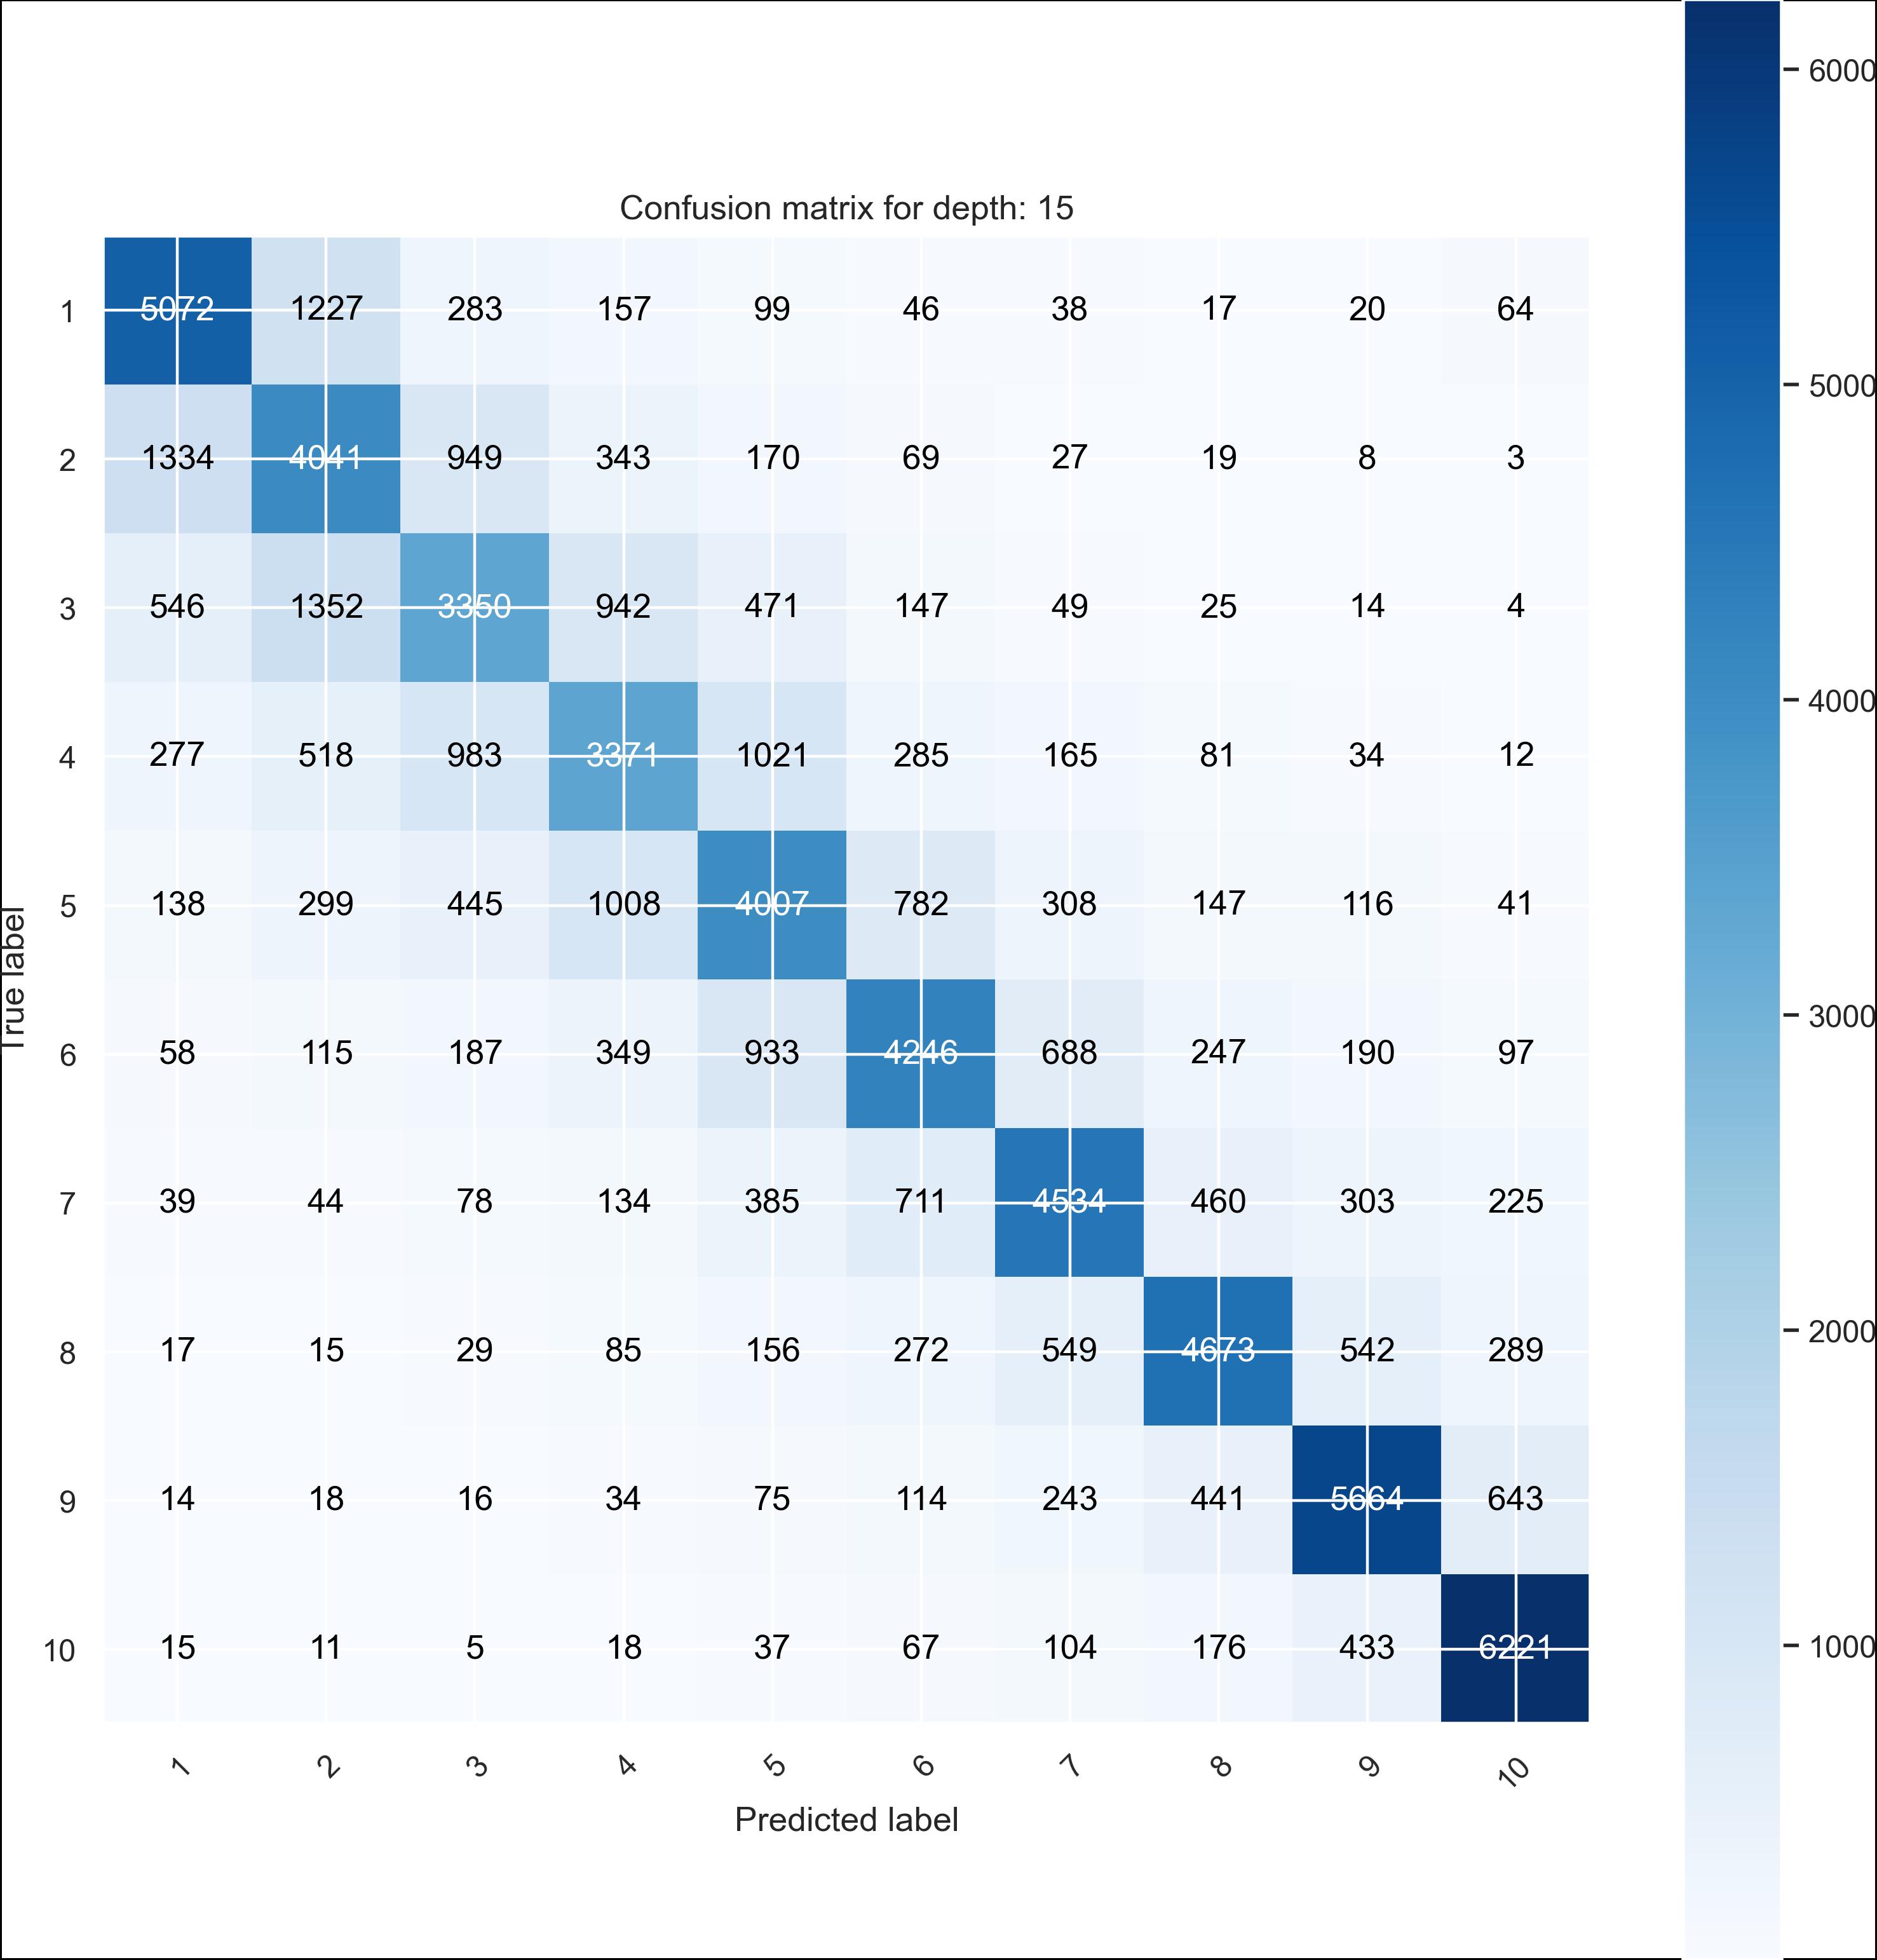 Confusion matrix for depth: 15
1 5072 1227 283 157 99 46 38 17 20 64
2 1334 4041 949 343 170 69 27 19 8 3
3 546 1352 3350 942 471 147 49 25 14 4
4 277 518 983 3371 1021 285 165 81 34 12
5 138 299 445 1008 4007 782 308 147 116 41
6 58 115 187 349 933 4246 688 247 190 97
7 39 44 78 134 385 711 4534 460 303 225
8 17 15 29 85 156 272 549 4673 542 289
9 14 18 16 34 75 114 243 441 5664 643
10 15 11 5 18 37 67 104 176 433 6221
1 2 3 4 5 6 7 8 9 10
Predicted label
True label
6000
5000
4000
3000
2000
1000